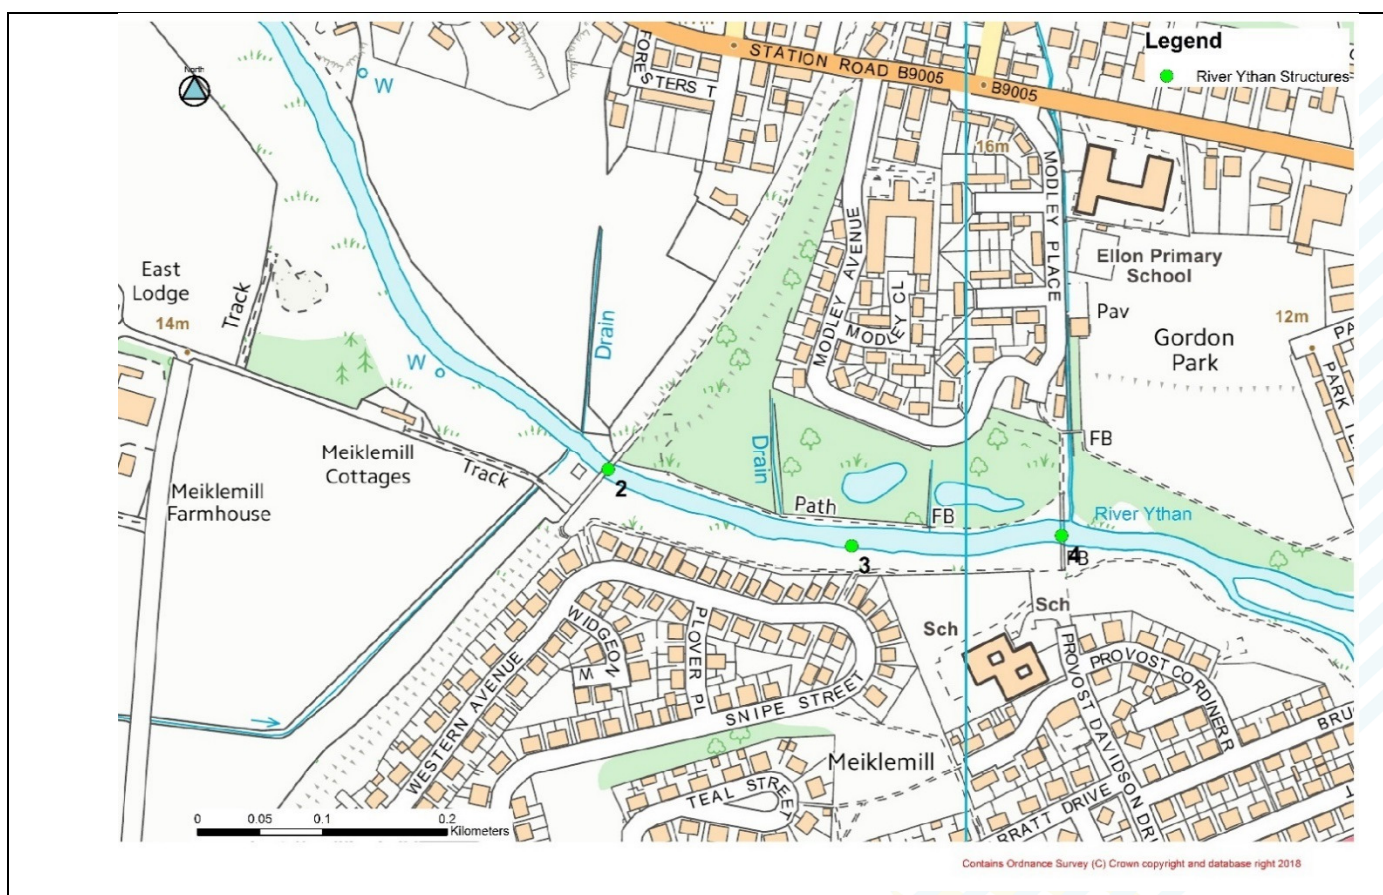 Legend
River Ythan Structures
North
STATION ROAD B9005
B9005
FORESTERS T
W
16m
MODLEY PLACE
MODLEY AVENUE
MODLEY CL
MODLEY
Ellon Primary
School
Pav
12m
Gordon
Park
PARK
East
Lodge
14m
Track
Drain
W
Meiklemill
Cottages
Track
Meiklemill
Farmhouse
2
Drain
Path
FB
FB
River Ythan
3
4
FB
Sch
Sch
WIDGEON
W
PLOVER PL
WESTERN AVENUE
SNIPE STREET
Meiklemill
TEAL STREET
PROVOST CORDINER R
PROVOST DAVIDSON DR
BRATT DRIVE
BRU
0 0.05 0.1 0.2
Kilometers
Contains Ordnance Survey (C) Crown copyright and database right 2018